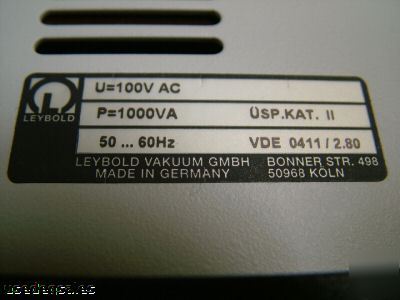 LEYBOLD
U=100V AC
P=1000VA ÜSP.KAT. II
50 ... 60Hz VDE 0411 / 2.80
LEYBOLD VAKUUM GMBH BONNER STR. 498
MADE IN GERMANY 50968 KÖLN
usedeqsales